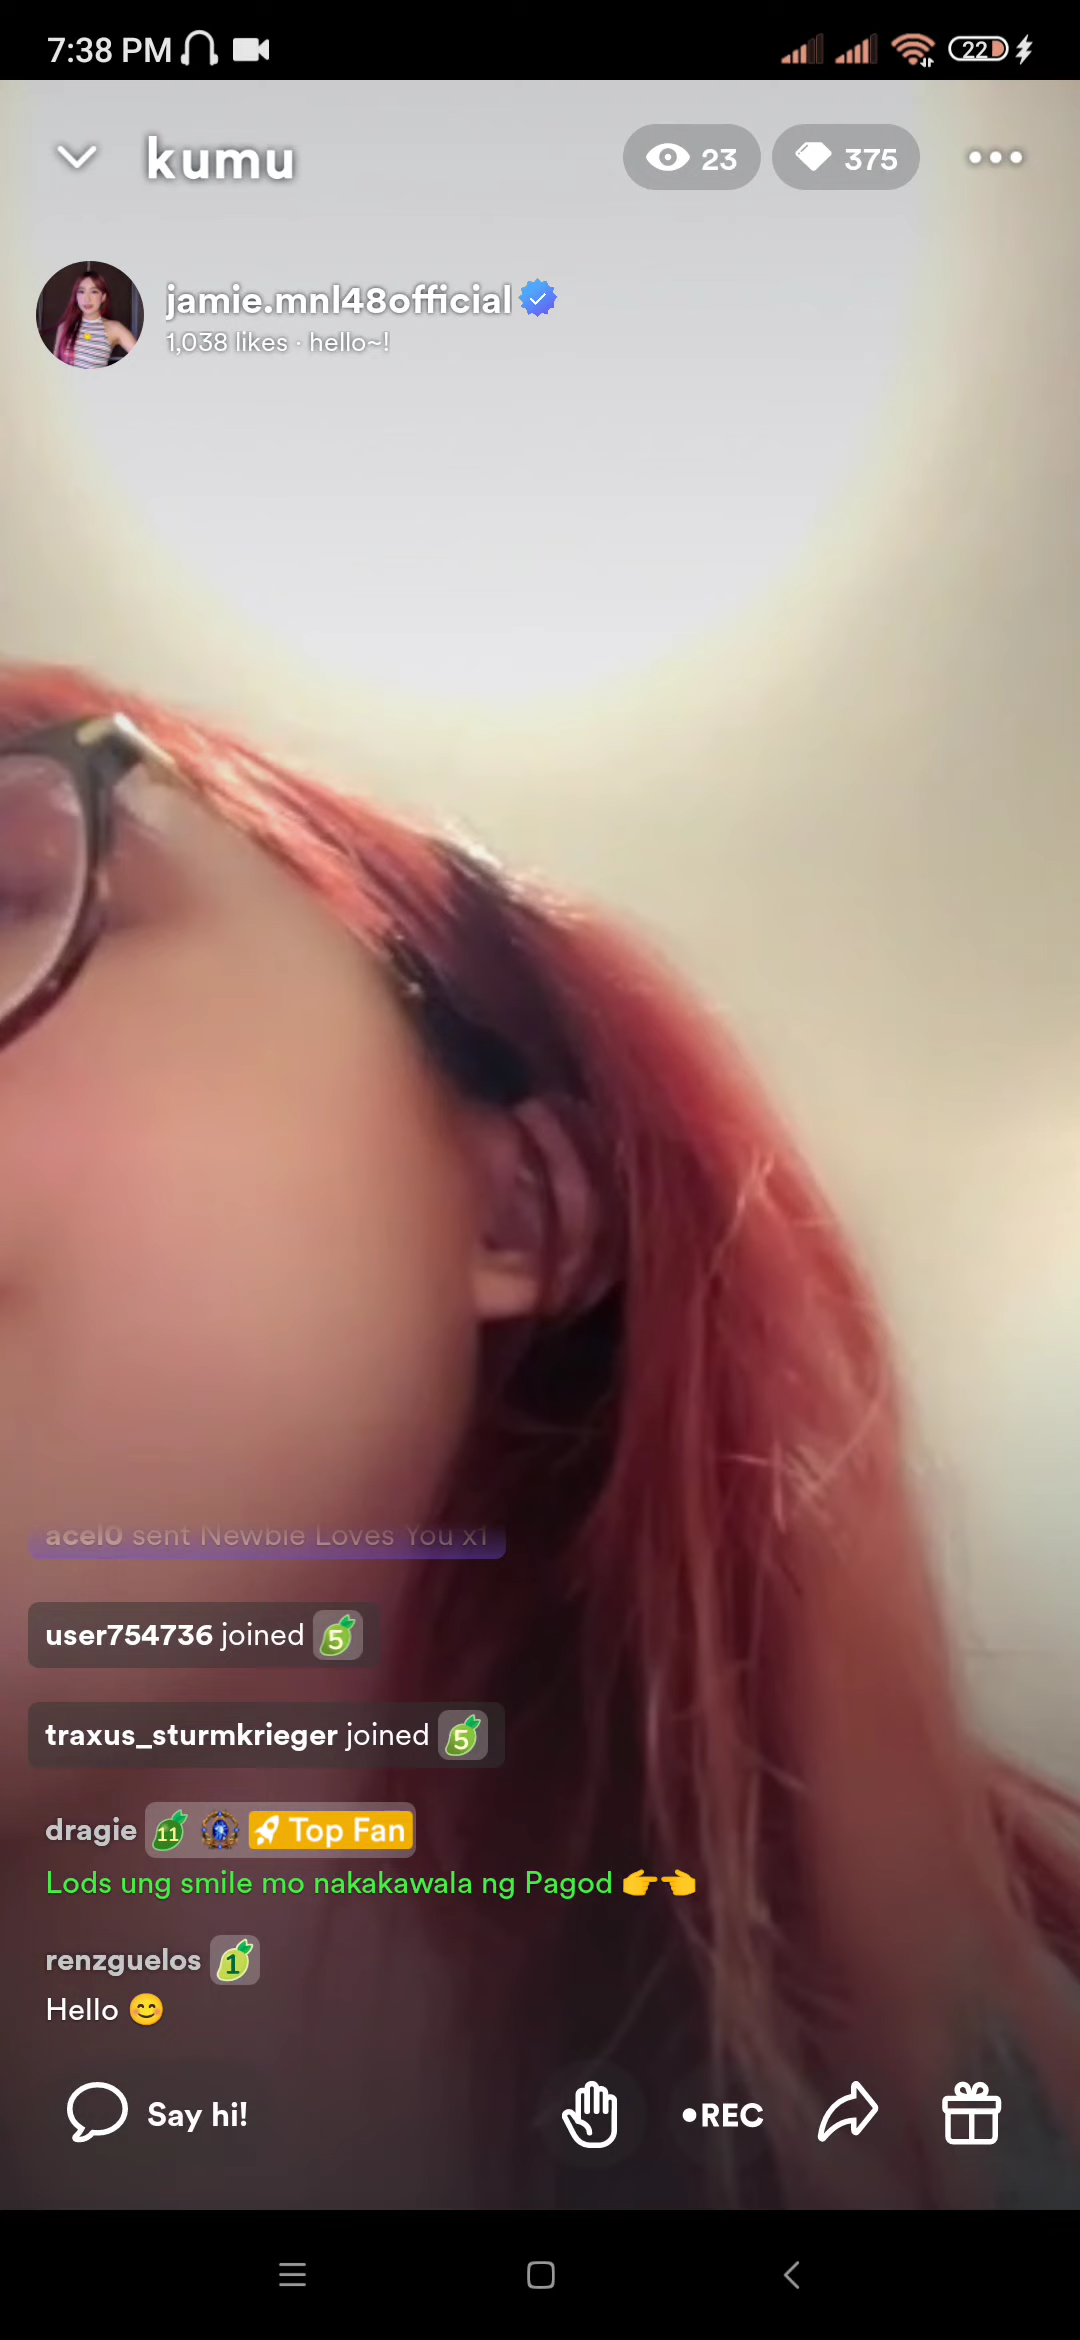 7:38 PM
22
kumu
23
375
jamie.mnl48official
1,038 likes · hello~!
acel0 sent Newbie Loves You x1
user754736 joined 5
traxus_sturmkrieger joined 5
dragie 11 Top Fan
Lods ung smile mo nakakawala ng Pagod 👉👈
renzguelos 1
Hello 😊
Say hi!
•REC